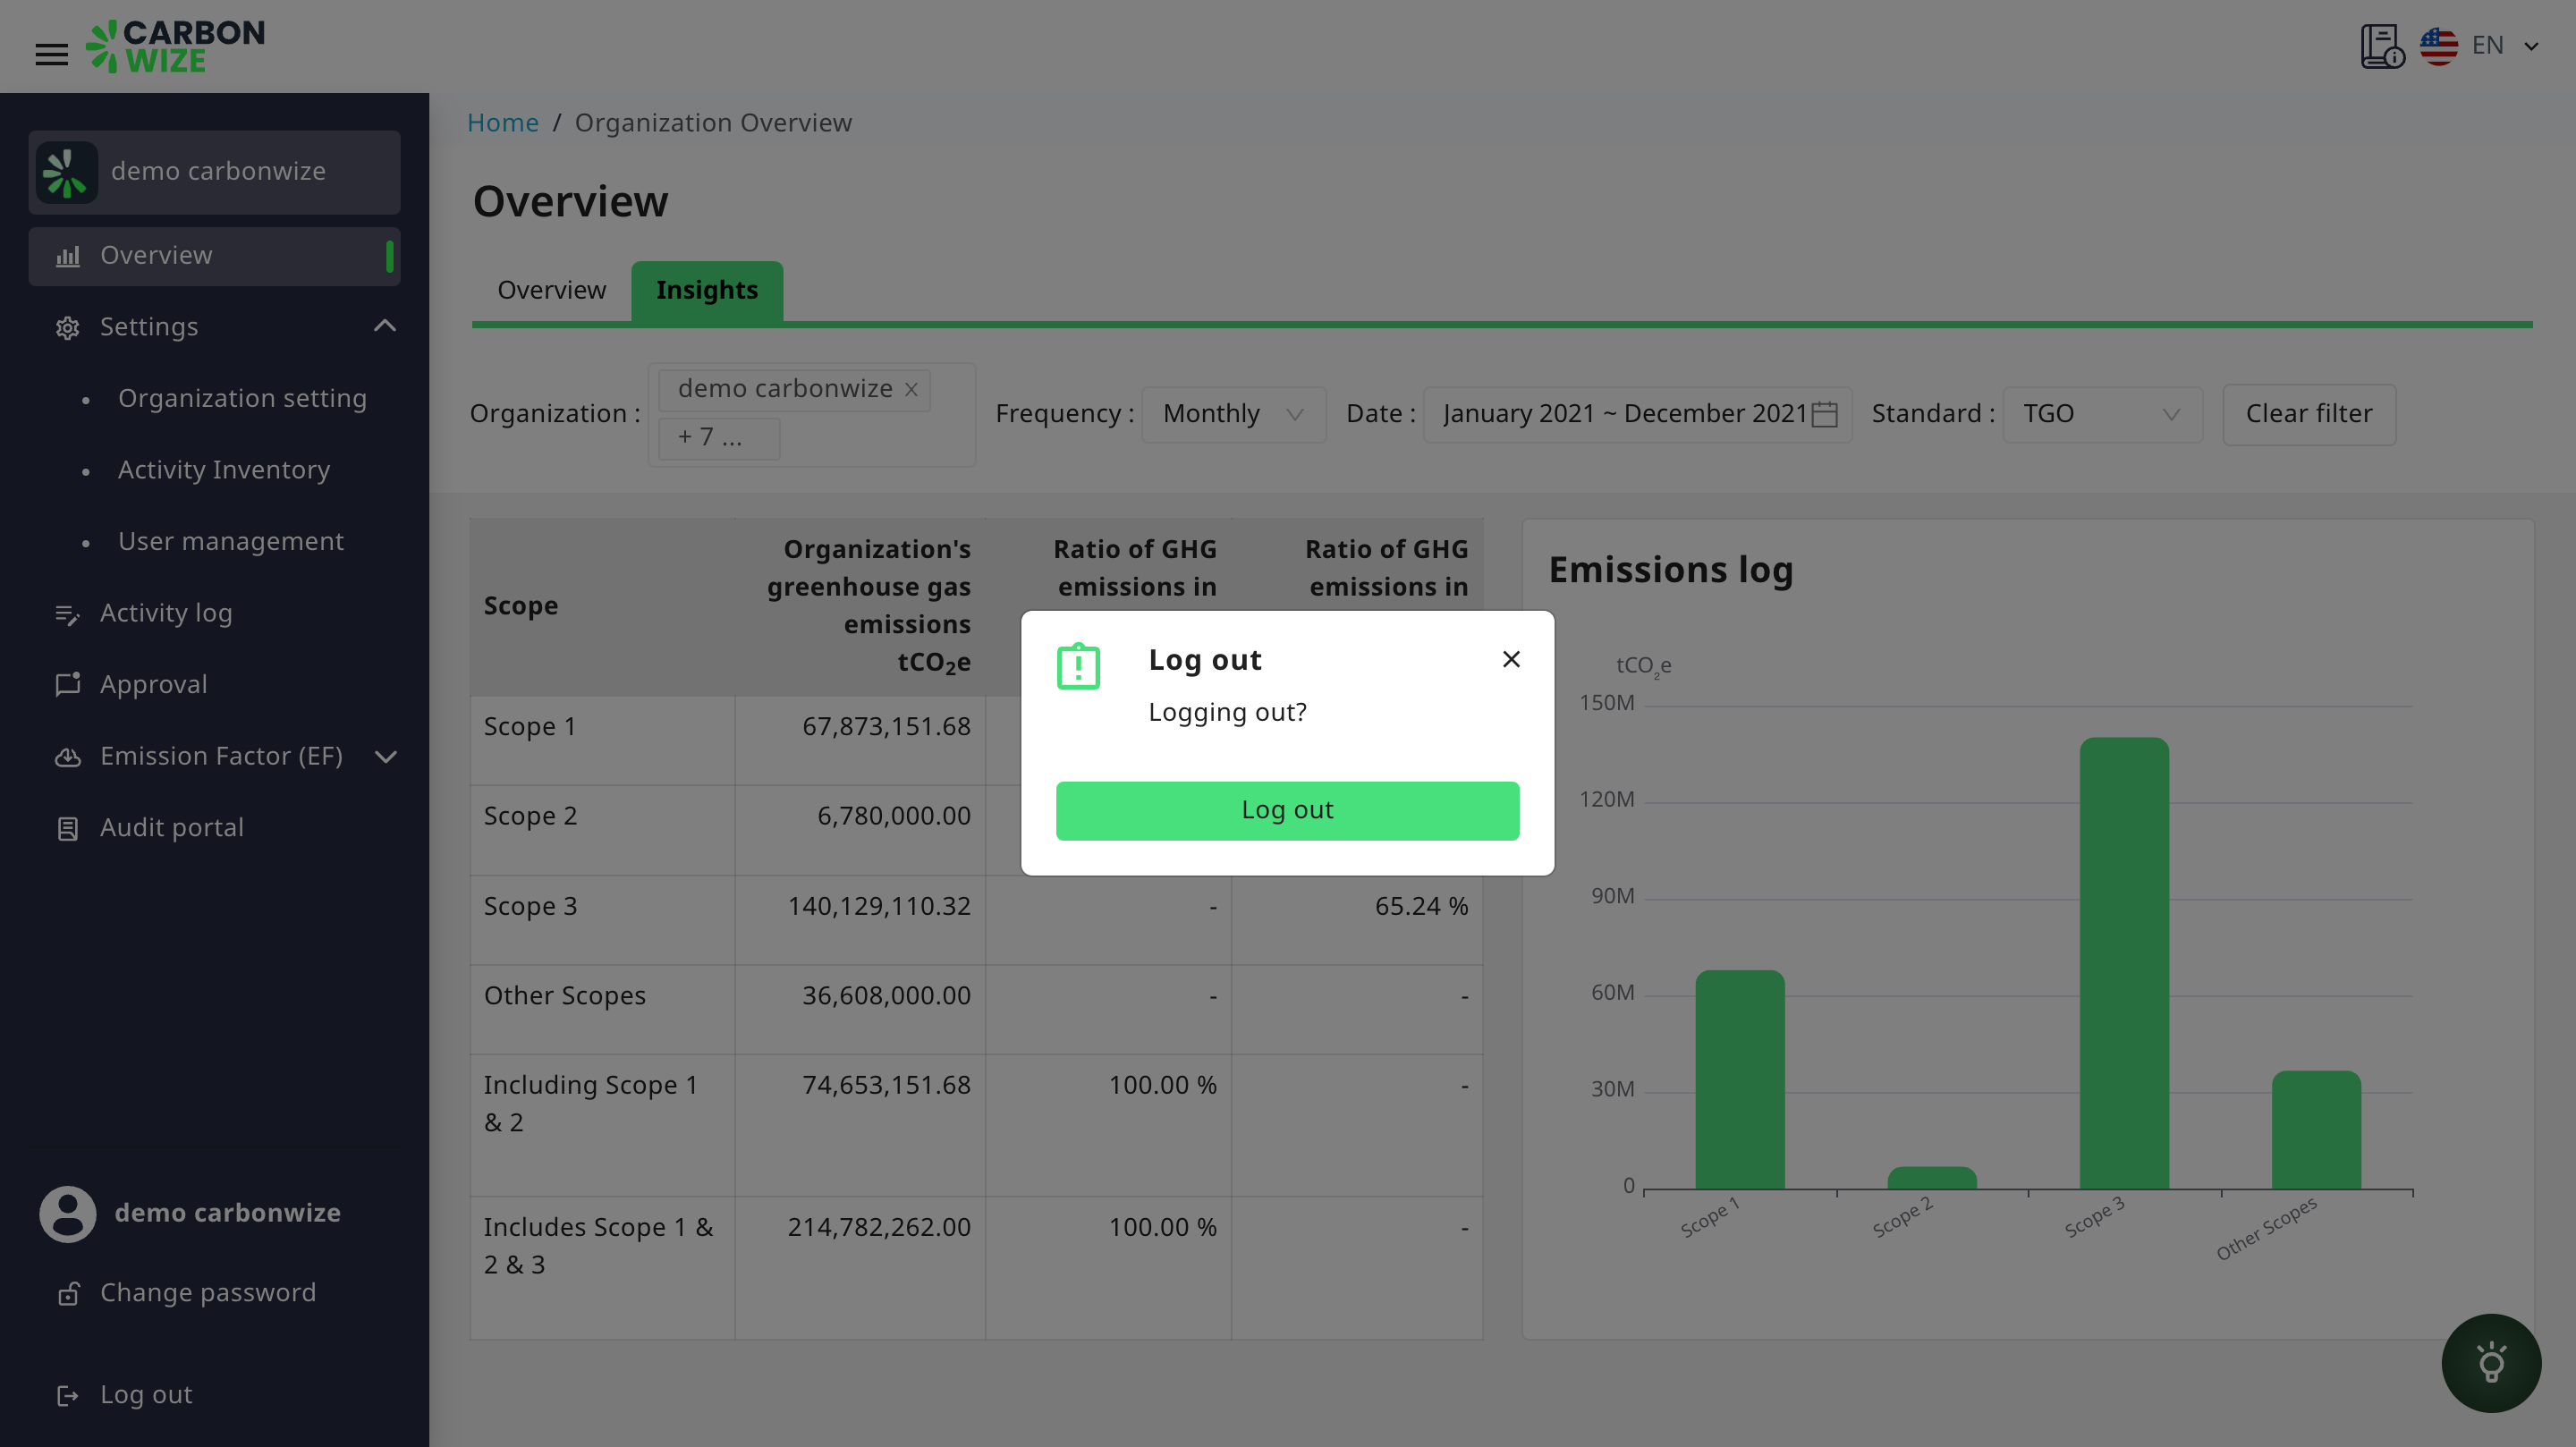 CARBON
WIZE
EN
demo carbonwize
Overview
Settings
Organization setting
Activity Inventory
User management
Activity log
Approval
Emission Factor (EF)
Audit portal
demo carbonwize
Change password
Log out
Home / Organization Overview
Overview
Overview
Insights
Organization :
demo carbonwize
+ 7 ...
Frequency :
Monthly
Date :
January 2021 ~ December 2021
Standard :
TGO
Clear filter
Scope
Organization's
greenhouse gas
emissions
tCO₂e
Ratio of GHG
emissions in
Ratio of GHG
emissions in
Scope 1
67,873,151.68
Scope 2
6,780,000.00
Scope 3
140,129,110.32
-
65.24 %
Other Scopes
36,608,000.00
-
-
Including Scope 1
& 2
74,653,151.68
100.00 %
-
Includes Scope 1 &
2 & 3
214,782,262.00
100.00 %
-
Log out
Logging out?
Log out
Emissions log
tCO₂e
150M
120M
90M
60M
30M
0
Scope 1
Scope 2
Scope 3
Other Scopes